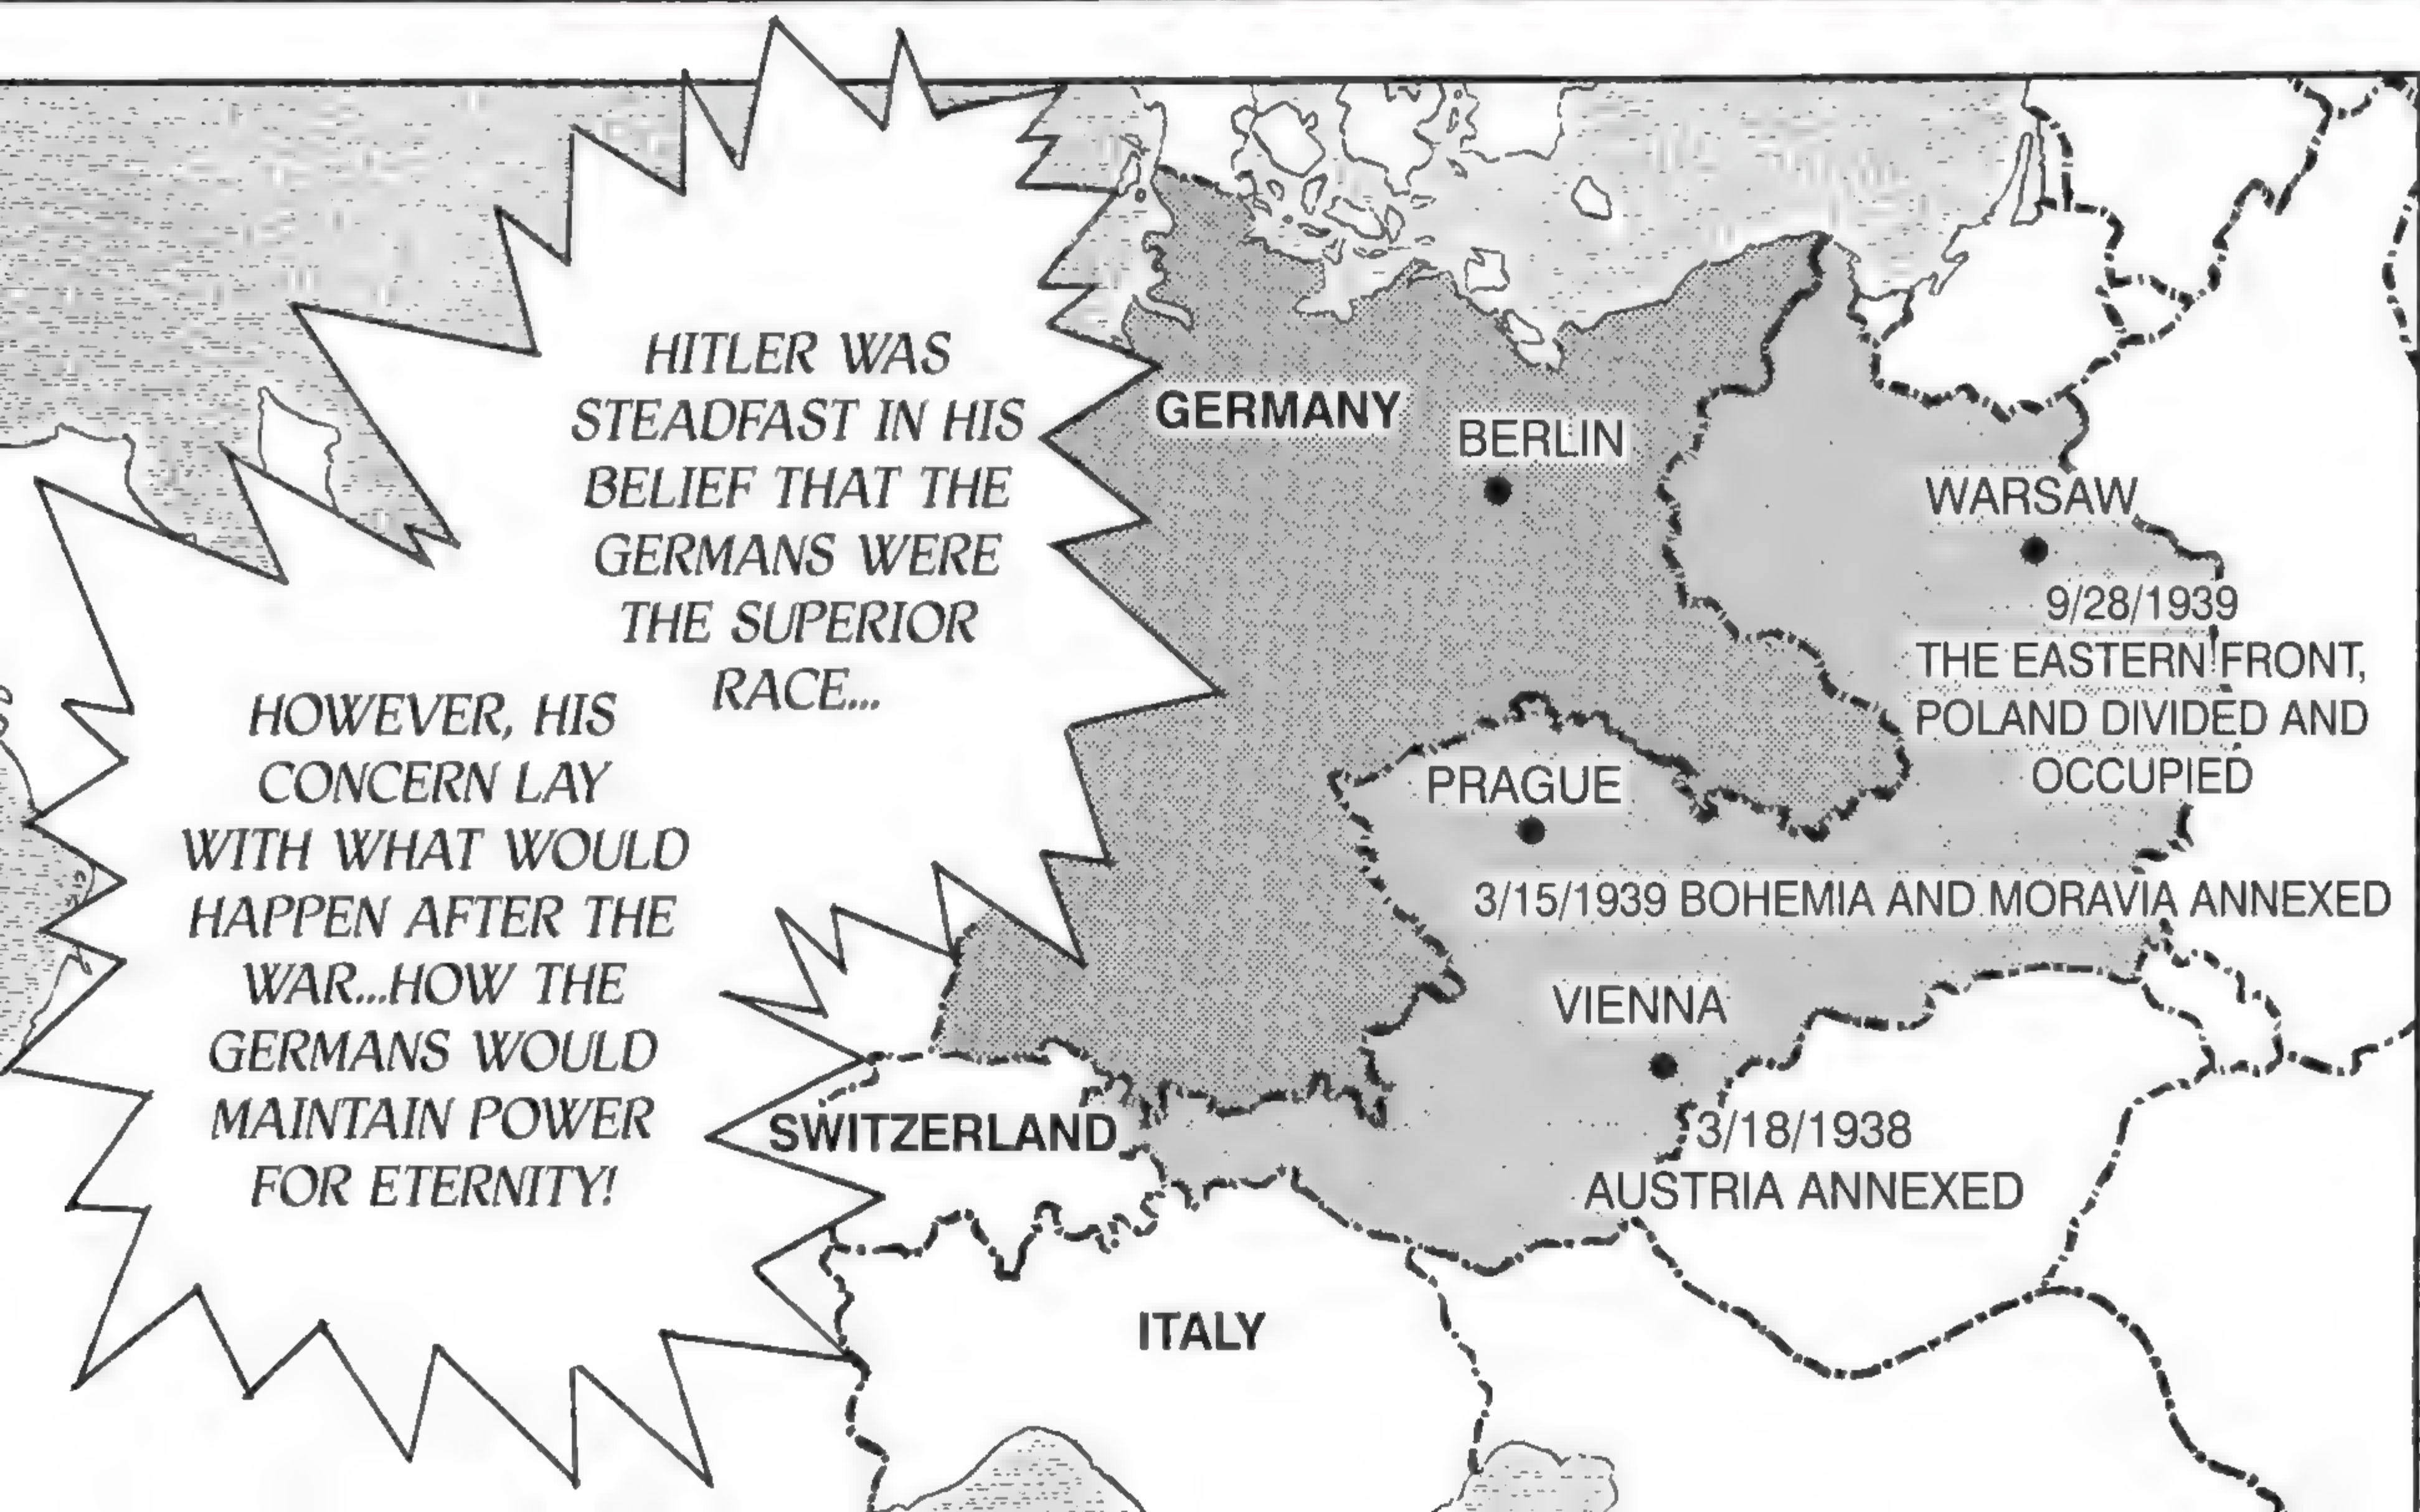 HITLER WAS
STEADFAST IN HIS
BELIEF THAT THE
GERMANS WERE
THE SUPERIOR
RACE...
HOWEVER, HIS
CONCERN LAY
WITH WHAT WOULD
HAPPEN AFTER THE
WAR...HOW THE
GERMANS WOULD
MAINTAIN POWER
FOR ETERNITY!
GERMANY
BERLIN
WARSAW
9/28/1939
THE EASTERN FRONT,
POLAND DIVIDED AND
OCCUPIED
PRAGUE
3/15/1939 BOHEMIA AND MORAVIA ANNEXED
VIENNA
3/18/1938
AUSTRIA ANNEXED
SWITZERLAND
ITALY